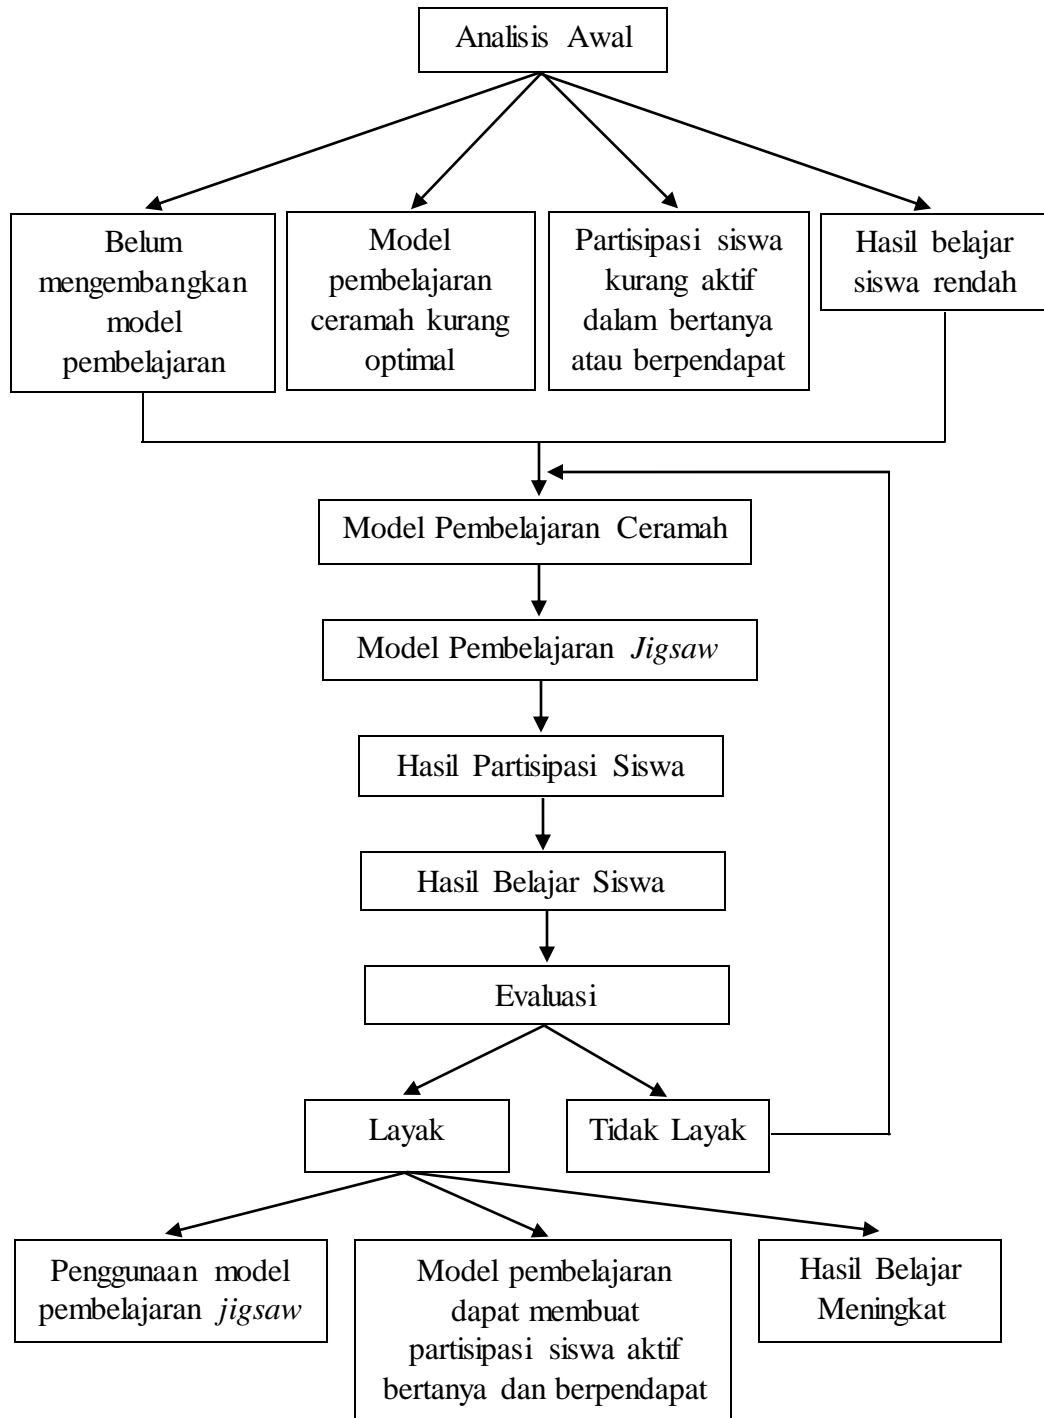 Analisis Awal
Belum
mengembangkan
model
pembelajaran
Model
pembelajaran
ceramah kurang
optimal
Partisipasi siswa
kurang aktif
dalam bertanya
atau berpendapat
Hasil belajar
siswa rendah
Model Pembelajaran Ceramah
Model Pembelajaran Jigsaw
Hasil Partisipasi Siswa
Hasil Belajar Siswa
Evaluasi
Layak
Tidak Layak
Penggunaan model
pembelajaran jigsaw
Model pembelajaran
dapat membuat
partisipasi siswa aktif
bertanya dan berpendapat
Hasil Belajar
Meningkat